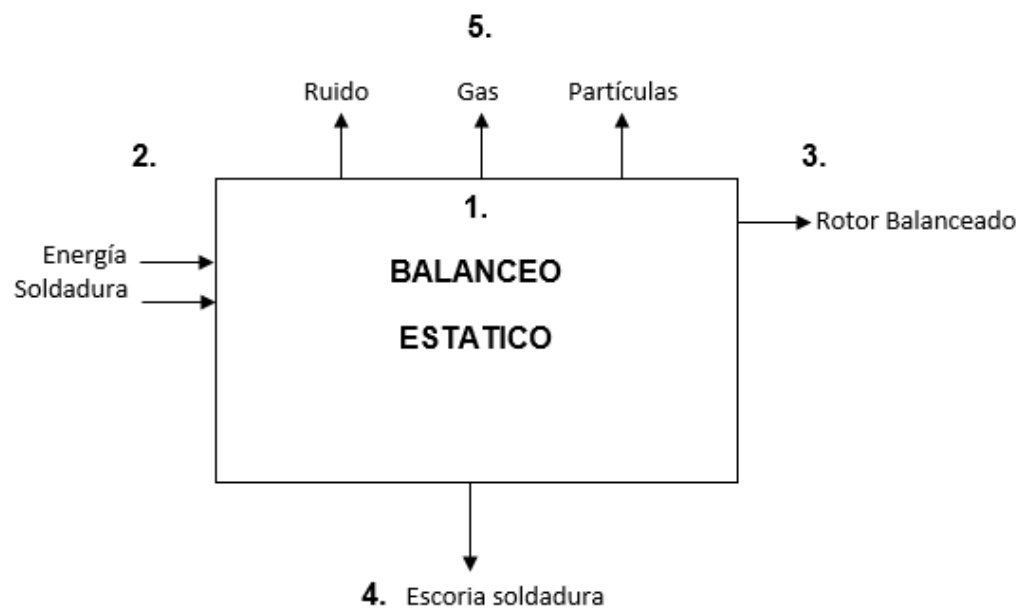 5.
Ruido Gas Partículas
2. 3.
1.
Rotor Balanceado
Energía
BALANCEO
Soldadura
ESTATICO
4. Escoria soldadura